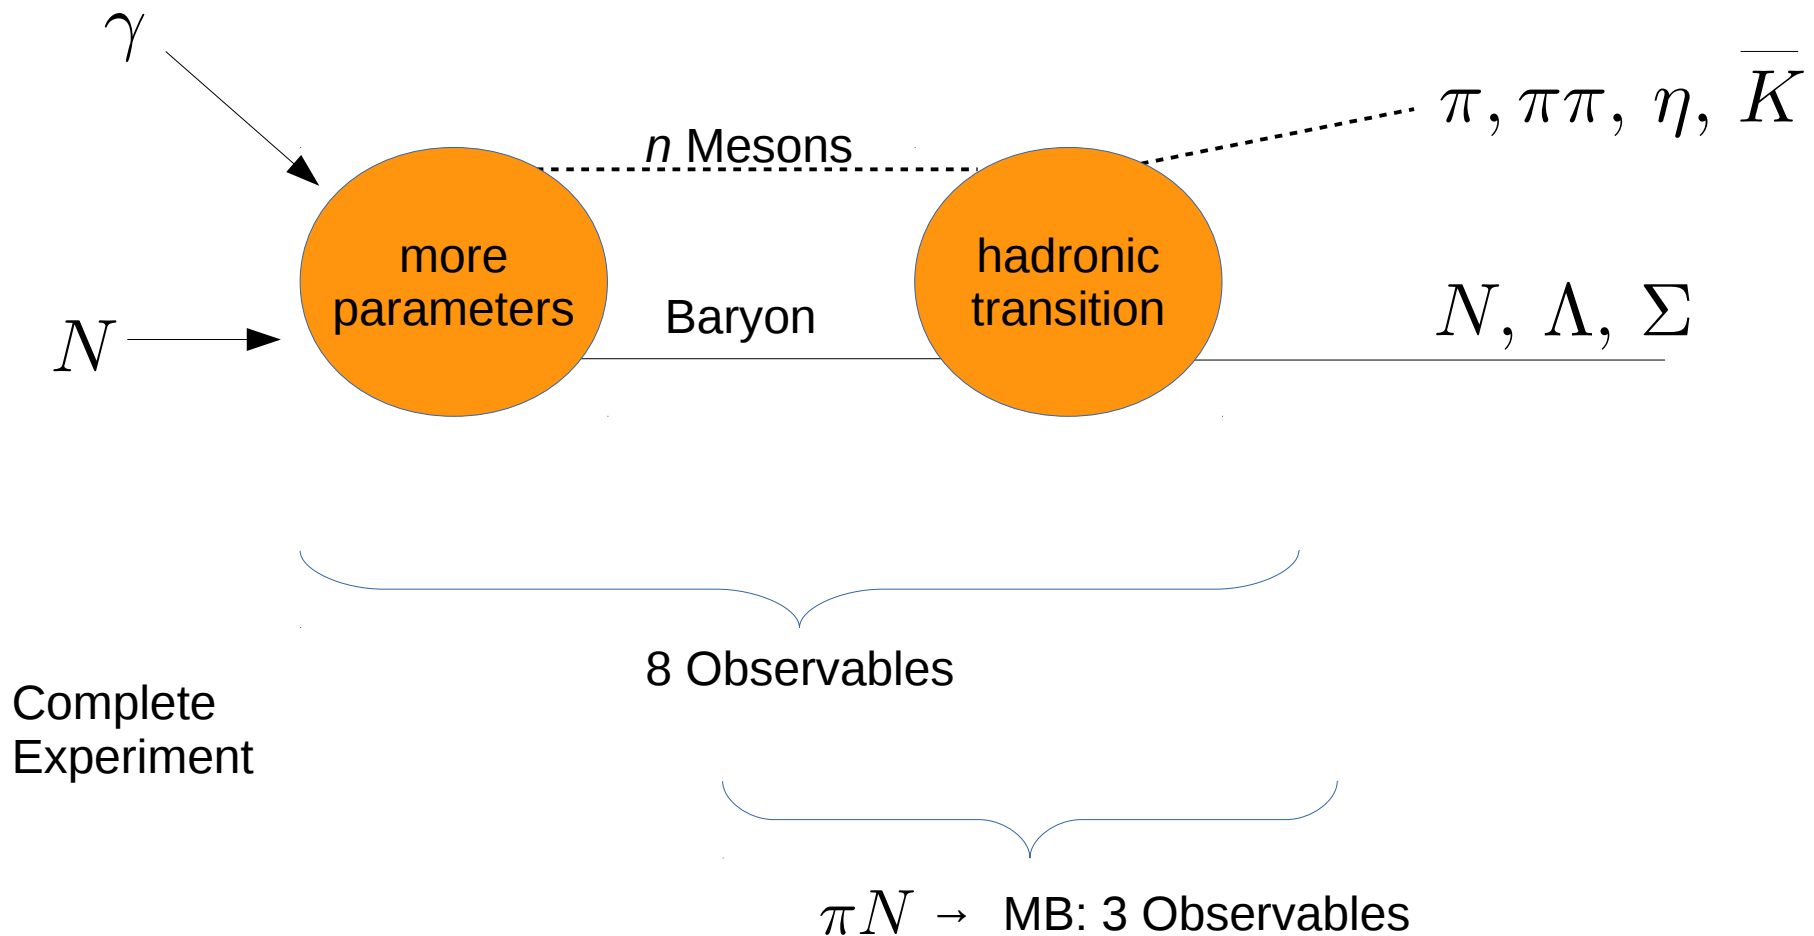 γ
π, ππ, η, K̅
n Mesons
more
parameters
hadronic
transition
N
Baryon
N, Λ, Σ
8 Observables
Complete
Experiment
πN → MB: 3 Observables